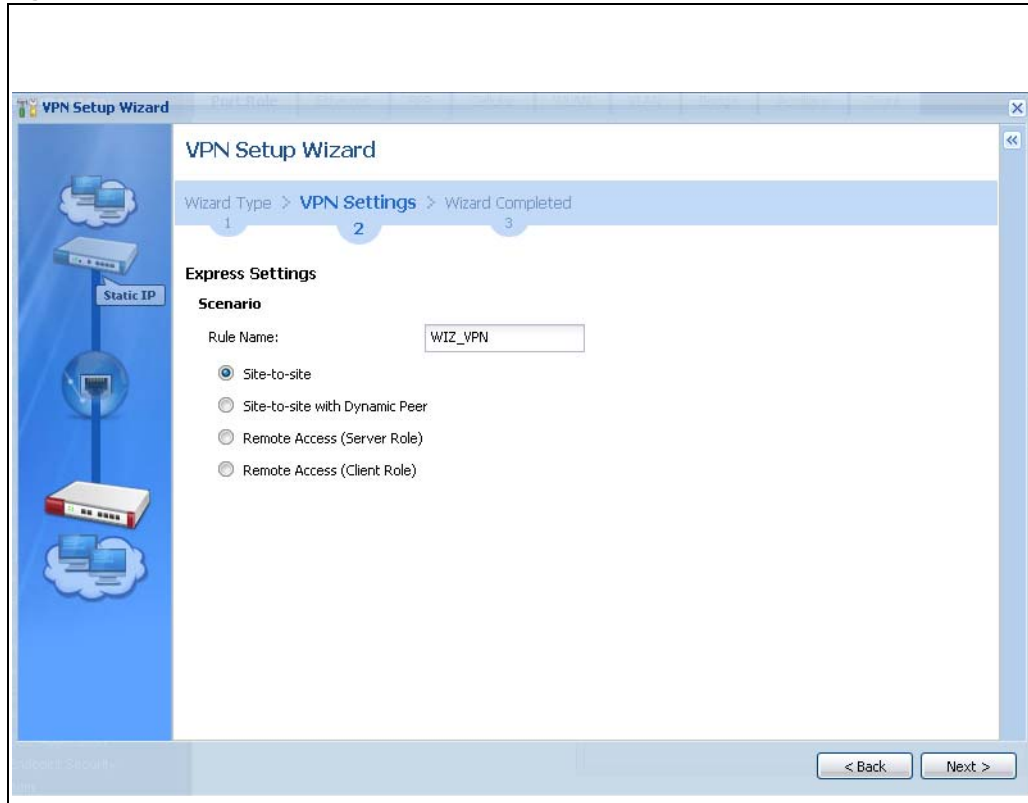 VPN Setup Wizard
Port Role
VPN Setup Wizard
Wizard Type > VPN Settings > Wizard Completed
1 2 3
Static IP
Express Settings
Scenario
Rule Name: WIZ_VPN
Site-to-site
Site-to-site with Dynamic Peer
Remote Access (Server Role)
Remote Access (Client Role)
< Back Next >